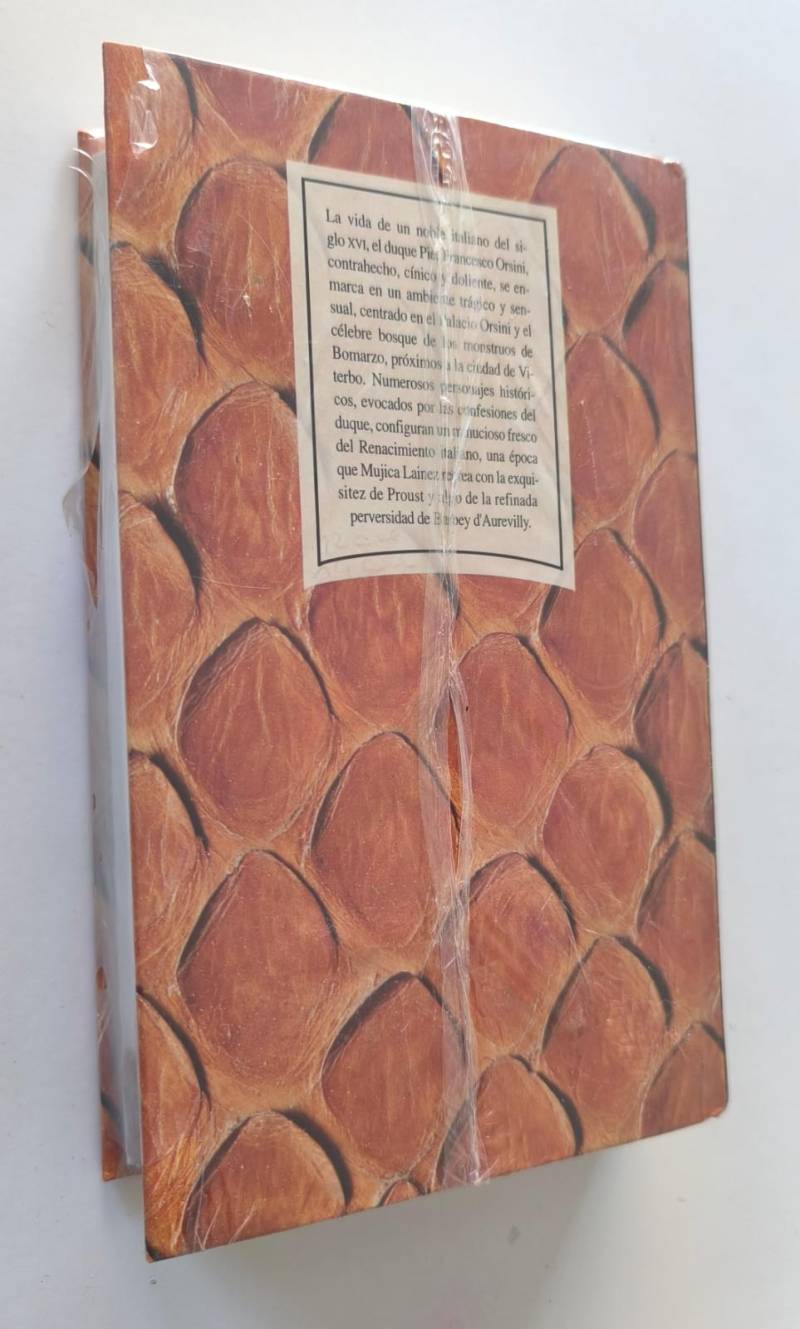 La vida de un noble italiano del si-
glo XVI, el duque Pier Francesco Orsini,
contrahecho, cínico y doliente, se en-
marca en un ambiente trágico y sen-
sual, centrado en el Palacio Orsini y el
célebre bosque de los monstruos de
Bomarzo, próximos a la ciudad de Vi-
terbo. Numerosos personajes históri-
cos, evocados por las confesiones del
duque, configuran un minucioso fresco
del Renacimiento italiano, una época
que Mujica Lainez recrea con la exqui-
sitez de Proust y algo de la refinada
perversidad de Barbey d'Aurevilly.